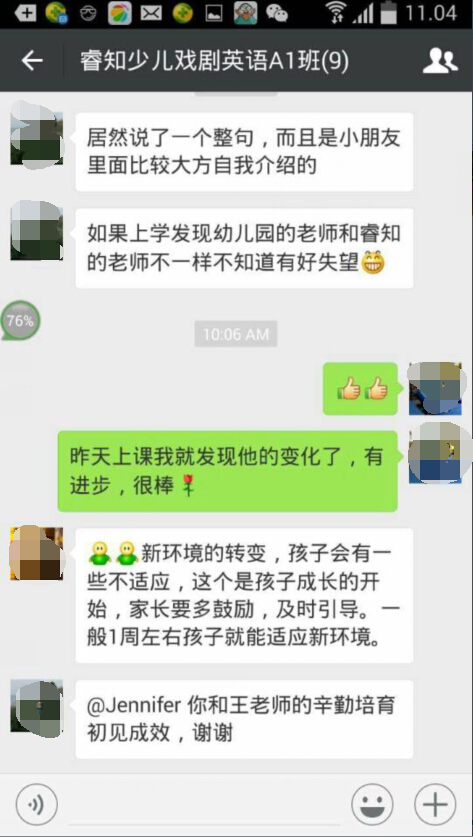 11.04
睿知少儿戏剧英语A1班(9)
居然说了一个整句，而且是小朋友
里面比较大方自我介绍的
如果上学发现幼儿园的老师和睿知
的老师不一样不知道有好失望😁
76%
10:06 AM
👍👍
昨天上课我就发现他的变化了，有
进步，很棒🌹
新环境的转变，孩子会有一
些不适应，这个是孩子成长的开
始，家长要多鼓励，及时引导。一
般1周左右孩子就能适应新环境。
@Jennifer 你和王老师的辛勤培育
初见成效，谢谢